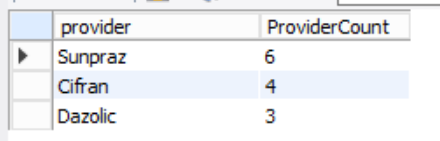 provider ProviderCount
Sunpraz 6
Cifran 4
Dazolic 3